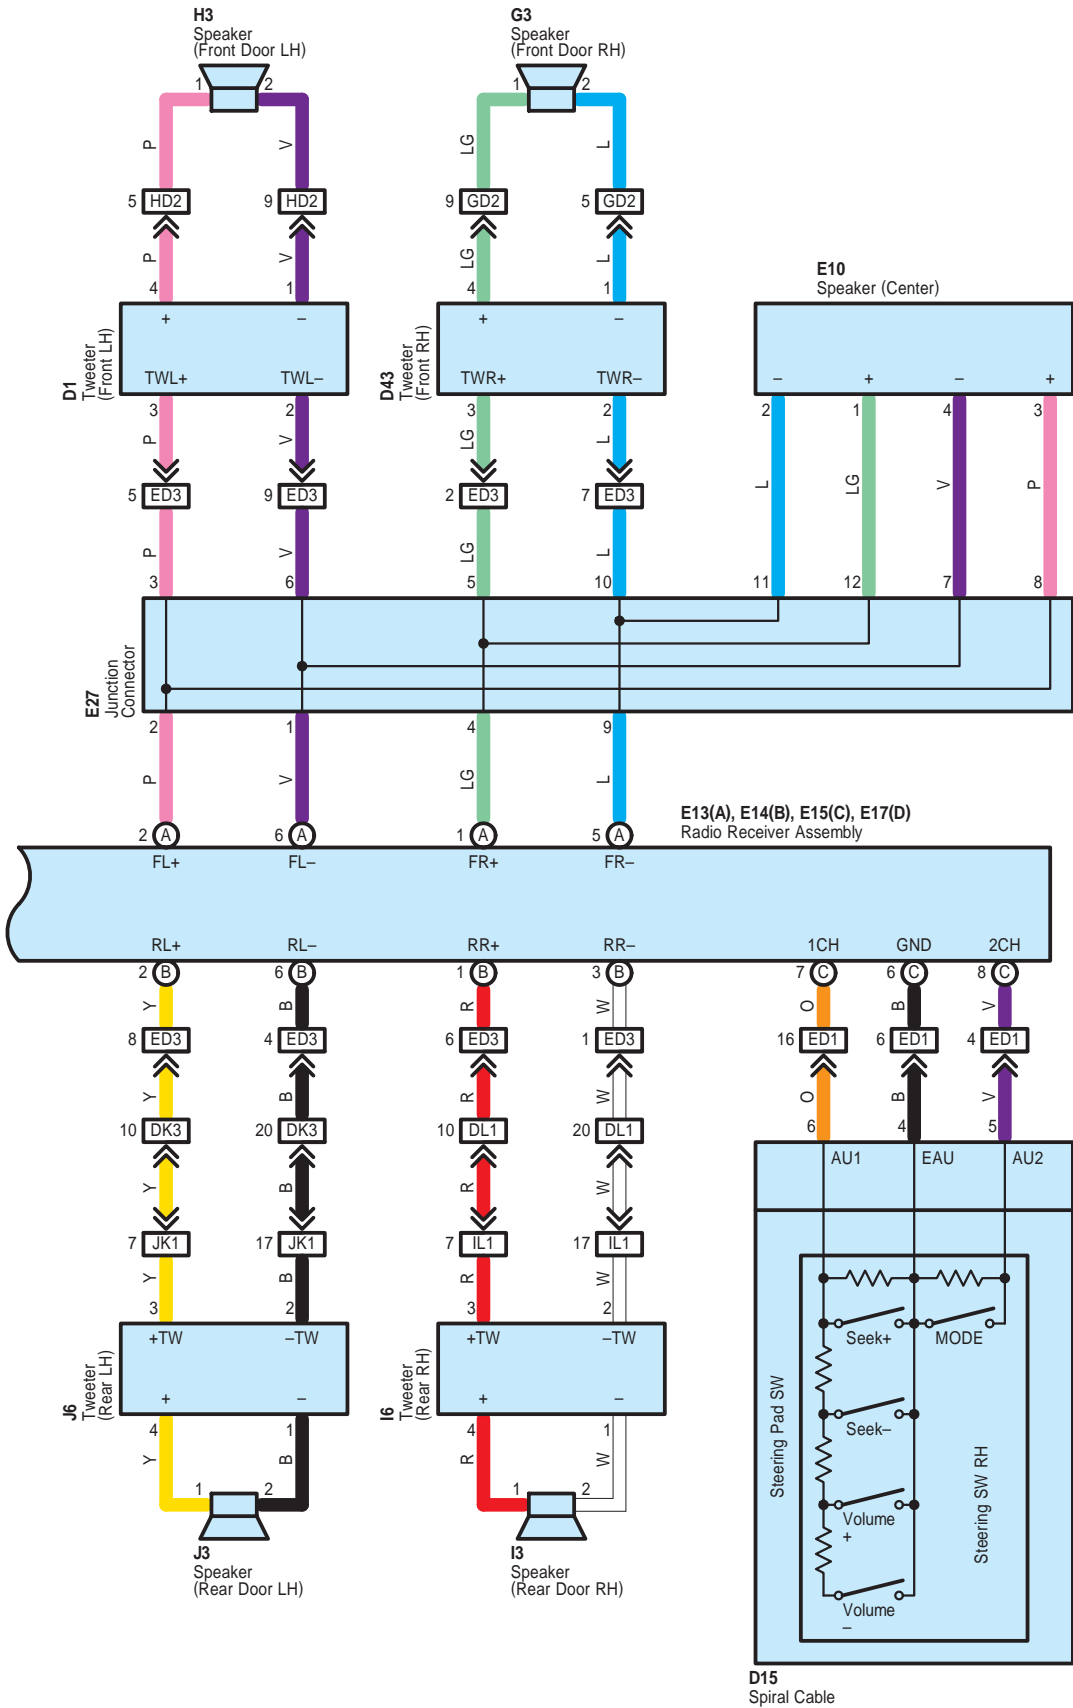 H3
Speaker
(Front Door LH)
G3
Speaker
(Front Door RH)
1 2 1 2
P V LG L
5 HD2 9 HD2 9 GD2 5 GD2
P V LG L
4 1 4 1
E10
Speaker (Center)
+ – + –
D1
Tweeter
(Front LH)
D43
Tweeter
(Front RH)
TWL+ TWL– TWR+ TWR– – + – +
3 2 3 2 2 1 4 3
P V LG L
5 ED3 9 ED3 2 ED3 7 ED3 L LG V P
P V LG L
3 6 5 10 11 12 7 8
E27
Junction
Connector
2 1 4 9
P V LG L
E13(A), E14(B), E15(C), E17(D)
Radio Receiver Assembly
2 A 6 A 1 A 5 A
FL+ FL– FR+ FR–
RL+ RL– RR+ RR– 1CH GND 2CH
2 B 6 B 1 B 3 B 7 C 6 C 8 C
Y B R W O B V
8 ED3 4 ED3 6 ED3 1 ED3 16 ED1 6 ED1 4 ED1
Y B R W O B V
10 DK3 20 DK3 10 DL1 20 DL1 6 4 5
AU1 EAU AU2
Y B R W
7 JK1 17 JK1 7 IL1 17 IL1
Y B R W
3 2 3 2
+TW –TW +TW –TW
Seek+ MODE
J6
Tweeter
(Rear LH)
I6
Tweeter
(Rear RH)
+ – + –
Steering Pad SW
Seek–
4 1 4 1
Y B R W
1 2 1 2
Volume
+
Steering SW RH
J3
Speaker
(Rear Door LH)
I3
Speaker
(Rear Door RH)
Volume
–
D15
Spiral Cable